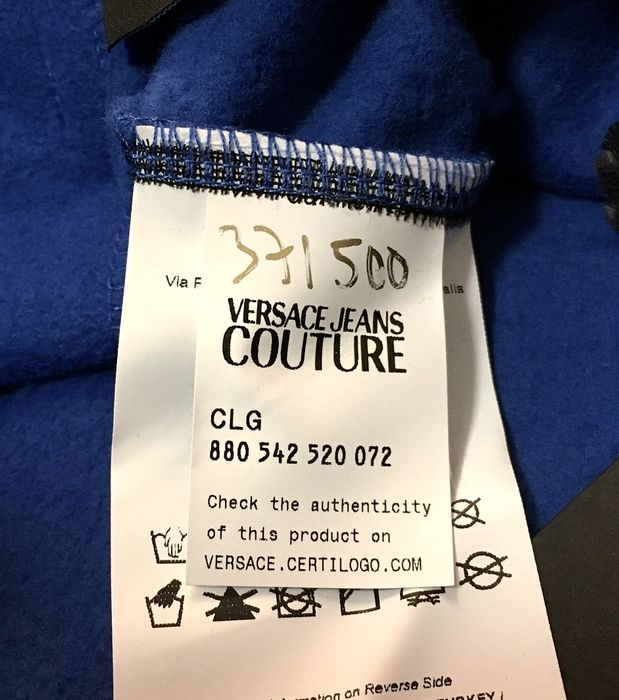 371500
Via
alia
VERSACE JEANS
COUTURE
CLG
880 542 520 072
Check the authenticity
of this product on
VERSACE.CERTILOGO.COM
on Reverse Side